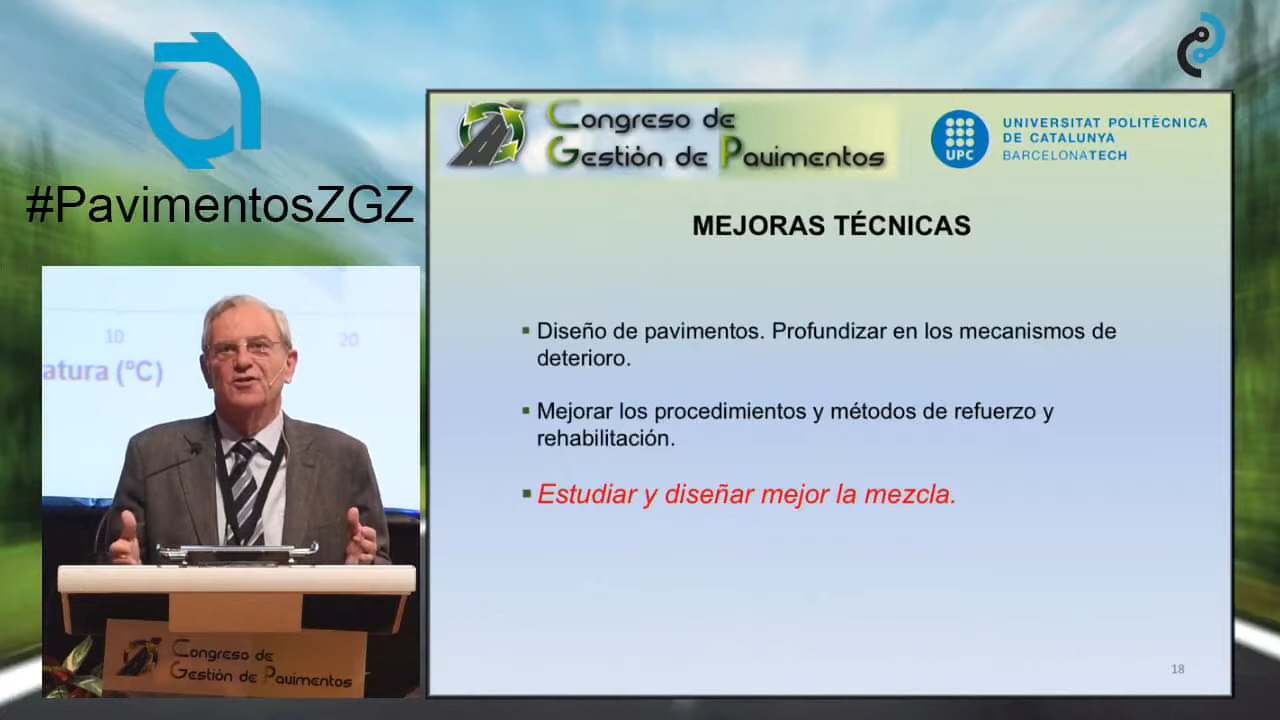 #PavimentosZGZ
Congreso de
Gestión de Pavimentos
UPC
UNIVERSITAT POLITÈCNICA
DE CATALUNYA
BARCELONATECH
MEJORAS TÉCNICAS
▪ Diseño de pavimentos. Profundizar en los mecanismos de
deterioro.
▪ Mejorar los procedimientos y métodos de refuerzo y
rehabilitación.
▪ Estudiar y diseñar mejor la mezcla.
18
10
20
atura (ºC)
Congreso de
Gestión de Pavimentos